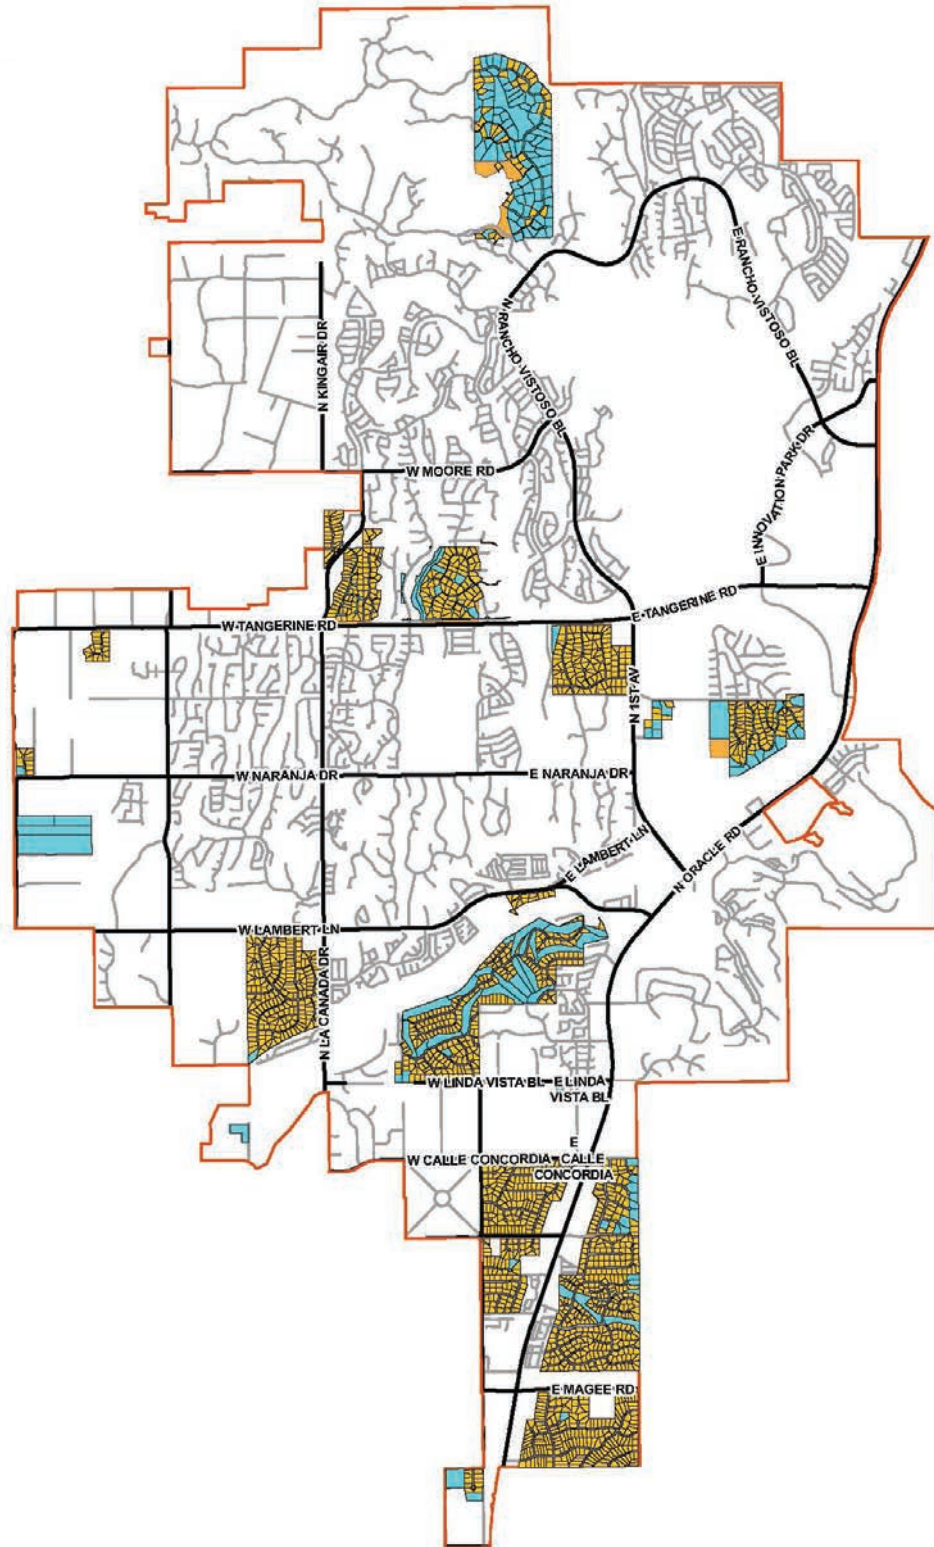 E RANCHO VISTOSO BL
N RANCHO VISTOSO BL
N KINGAIR DR
W MOORE RD
E INNOVATION PARK DR
E TANGERINE RD
W TANGERINE RD
N 1ST AV
W NARANJA DR
E NARANJA DR
E LAMBERT LN
N ORACLE RD
W LAMBERT LN
N LA CANADA DR
W LINDA VISTA BL
E LINDA
VISTA BL
W CALLE CONCORDIA
E
CALLE
CONCORDIA
E MAGEE RD